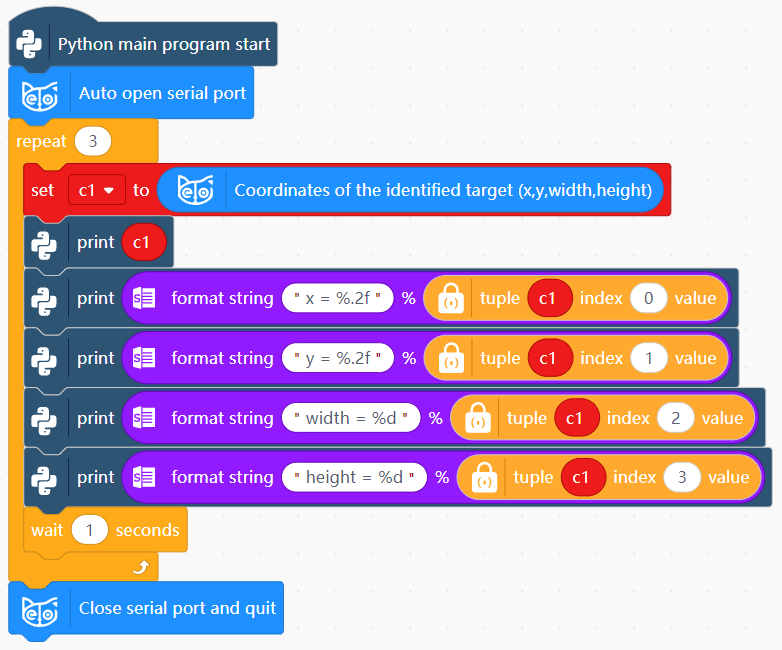 Python main program start
Auto open serial port
repeat 3
set c1 to Coordinates of the identified target (x,y,width,height)
print c1
print format string " x = %.2f " % tuple c1 index 0 value
print format string " y = %.2f " % tuple c1 index 1 value
print format string " width = %d " % tuple c1 index 2 value
print format string " height = %d " % tuple c1 index 3 value
wait 1 seconds
Close serial port and quit